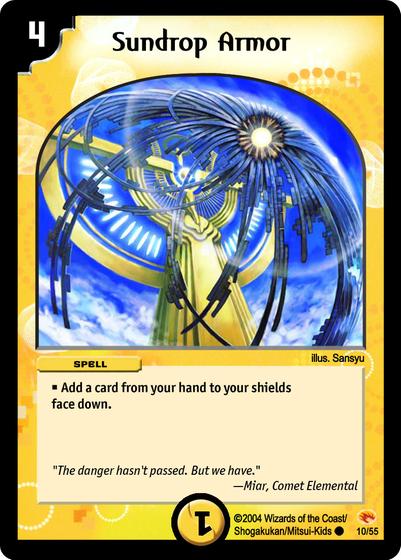 4
Sundrop Armor
illus. Sansyu
SPELL
▪ Add a card from your hand to your shields
face down.
"The danger hasn't passed. But we have."
—Miar, Comet Elemental
1
©2004 Wizards of the Coast/
Shogakukan/Mitsui-Kids ● 10/55